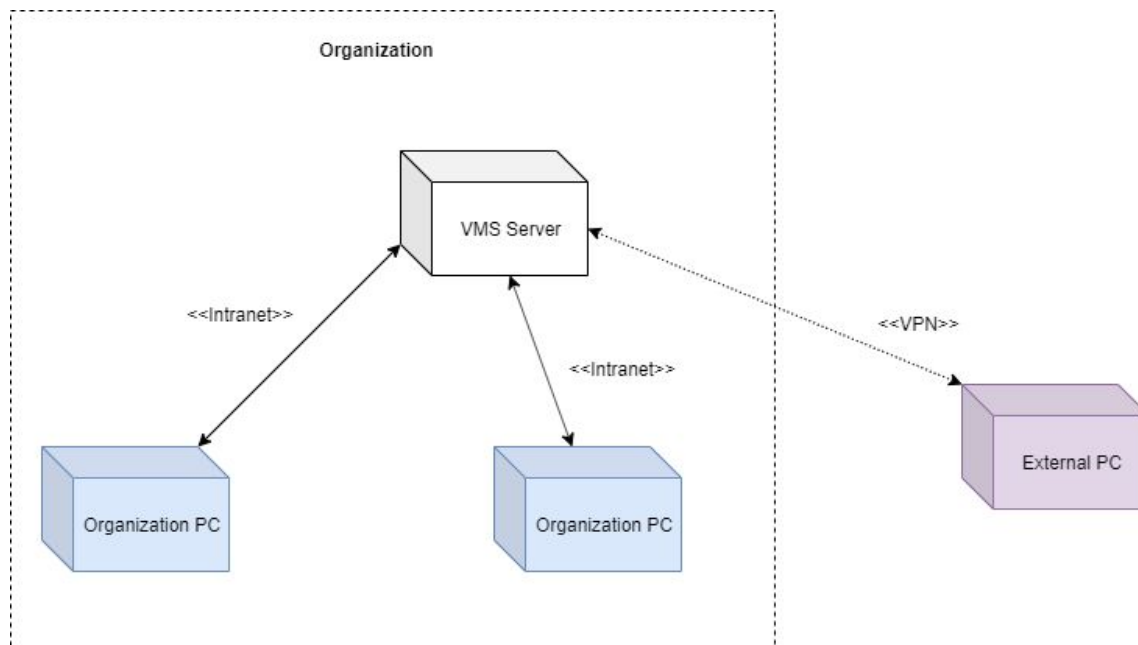 Organization
VMS Server
<<Intranet>>
<<VPN>>
<<Intranet>>
External PC
Organization PC
Organization PC